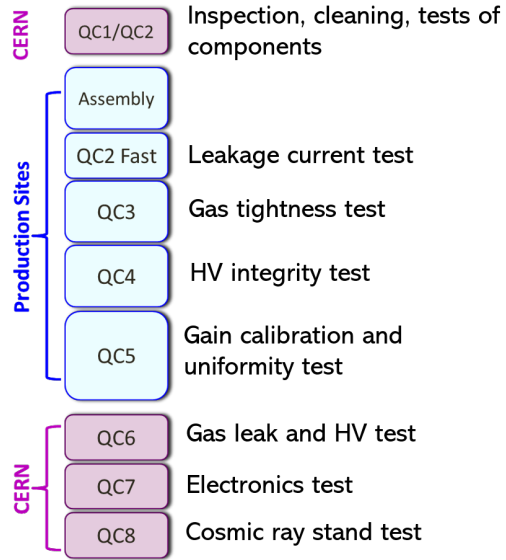 CERN
QC1/QC2
Inspection, cleaning, tests of
components
Production Sites
Assembly
QC2 Fast
Leakage current test
QC3
Gas tightness test
QC4
HV integrity test
QC5
Gain calibration and
uniformity test
CERN
QC6
Gas leak and HV test
QC7
Electronics test
QC8
Cosmic ray stand test